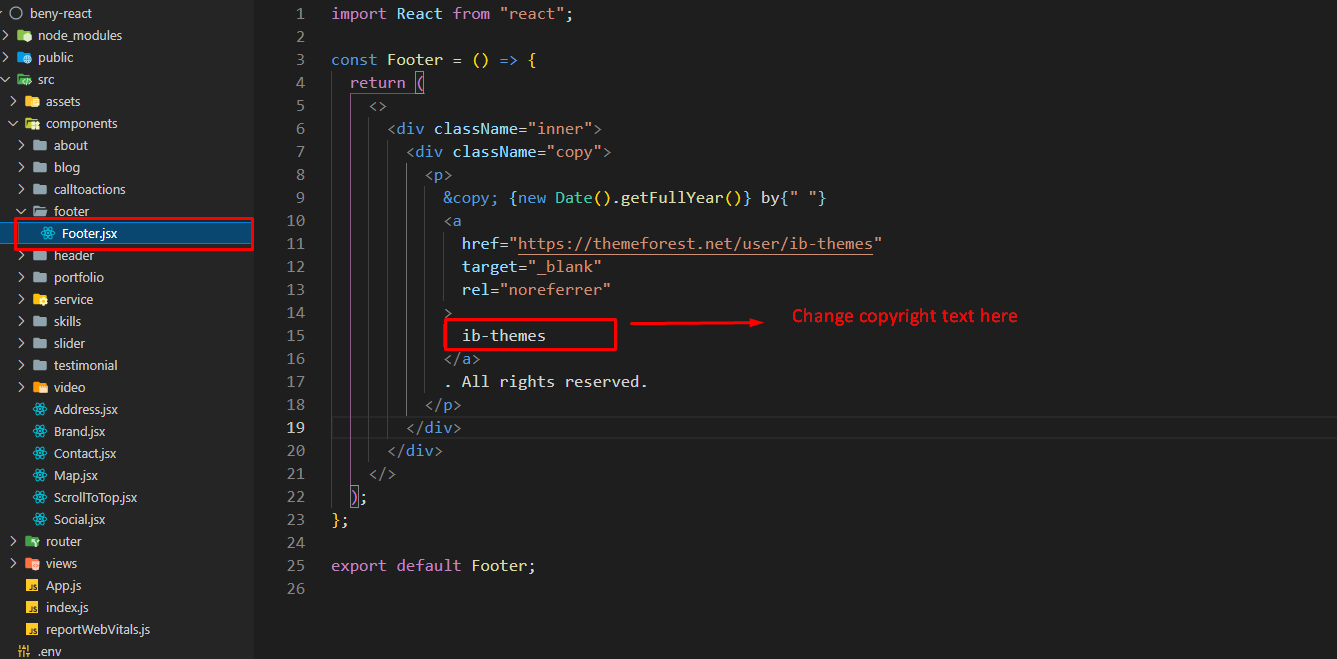 beny-react
node_modules
public
src
assets
components
about
blog
calltoactions
footer
Footer.jsx
header
portfolio
service
skills
slider
testimonial
video
Address.jsx
Brand.jsx
Contact.jsx
Map.jsx
ScrollToTop.jsx
Social.jsx
router
views
JS App.js
JS index.js
JS reportWebVitals.js
.env
1 import React from "react";
2
3 const Footer = () => {
4 return (
5 <>
6 <div className="inner">
7 <div className="copy">
8 <p>
9 &copy; {new Date().getFullYear()} by{" "}
10 <a
11 href="https://themeforest.net/user/ib-themes"
12 target="_blank"
13 rel="noreferrer"
14 >
15 ib-themes
16 </a>
17 . All rights reserved.
18 </p>
19 </div>
20 </div>
21 </>
22 );
23 };
24
25 export default Footer;
26
Change copyright text here